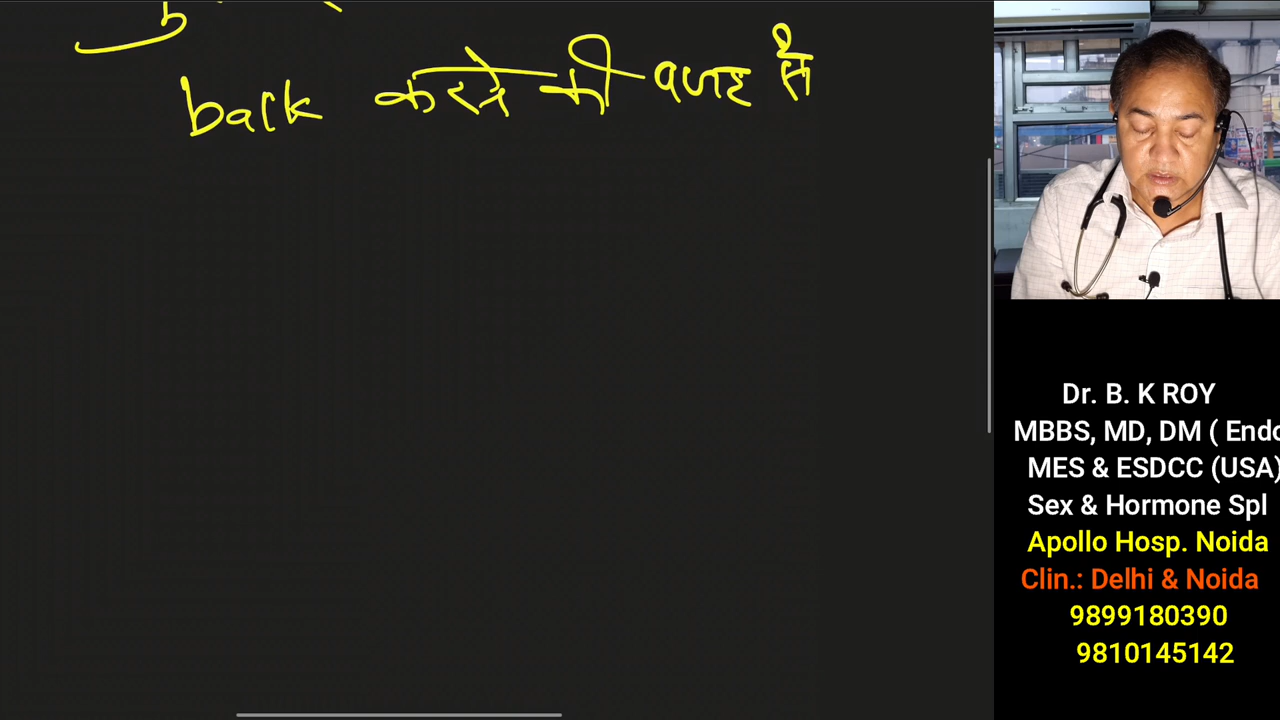 back करने की वजह से
Dr. B. K ROY
MBBS, MD, DM ( Endo
MES & ESDCC (USA)
Sex & Hormone Spl
Apollo Hosp. Noida
Clin.: Delhi & Noida
9899180390
9810145142